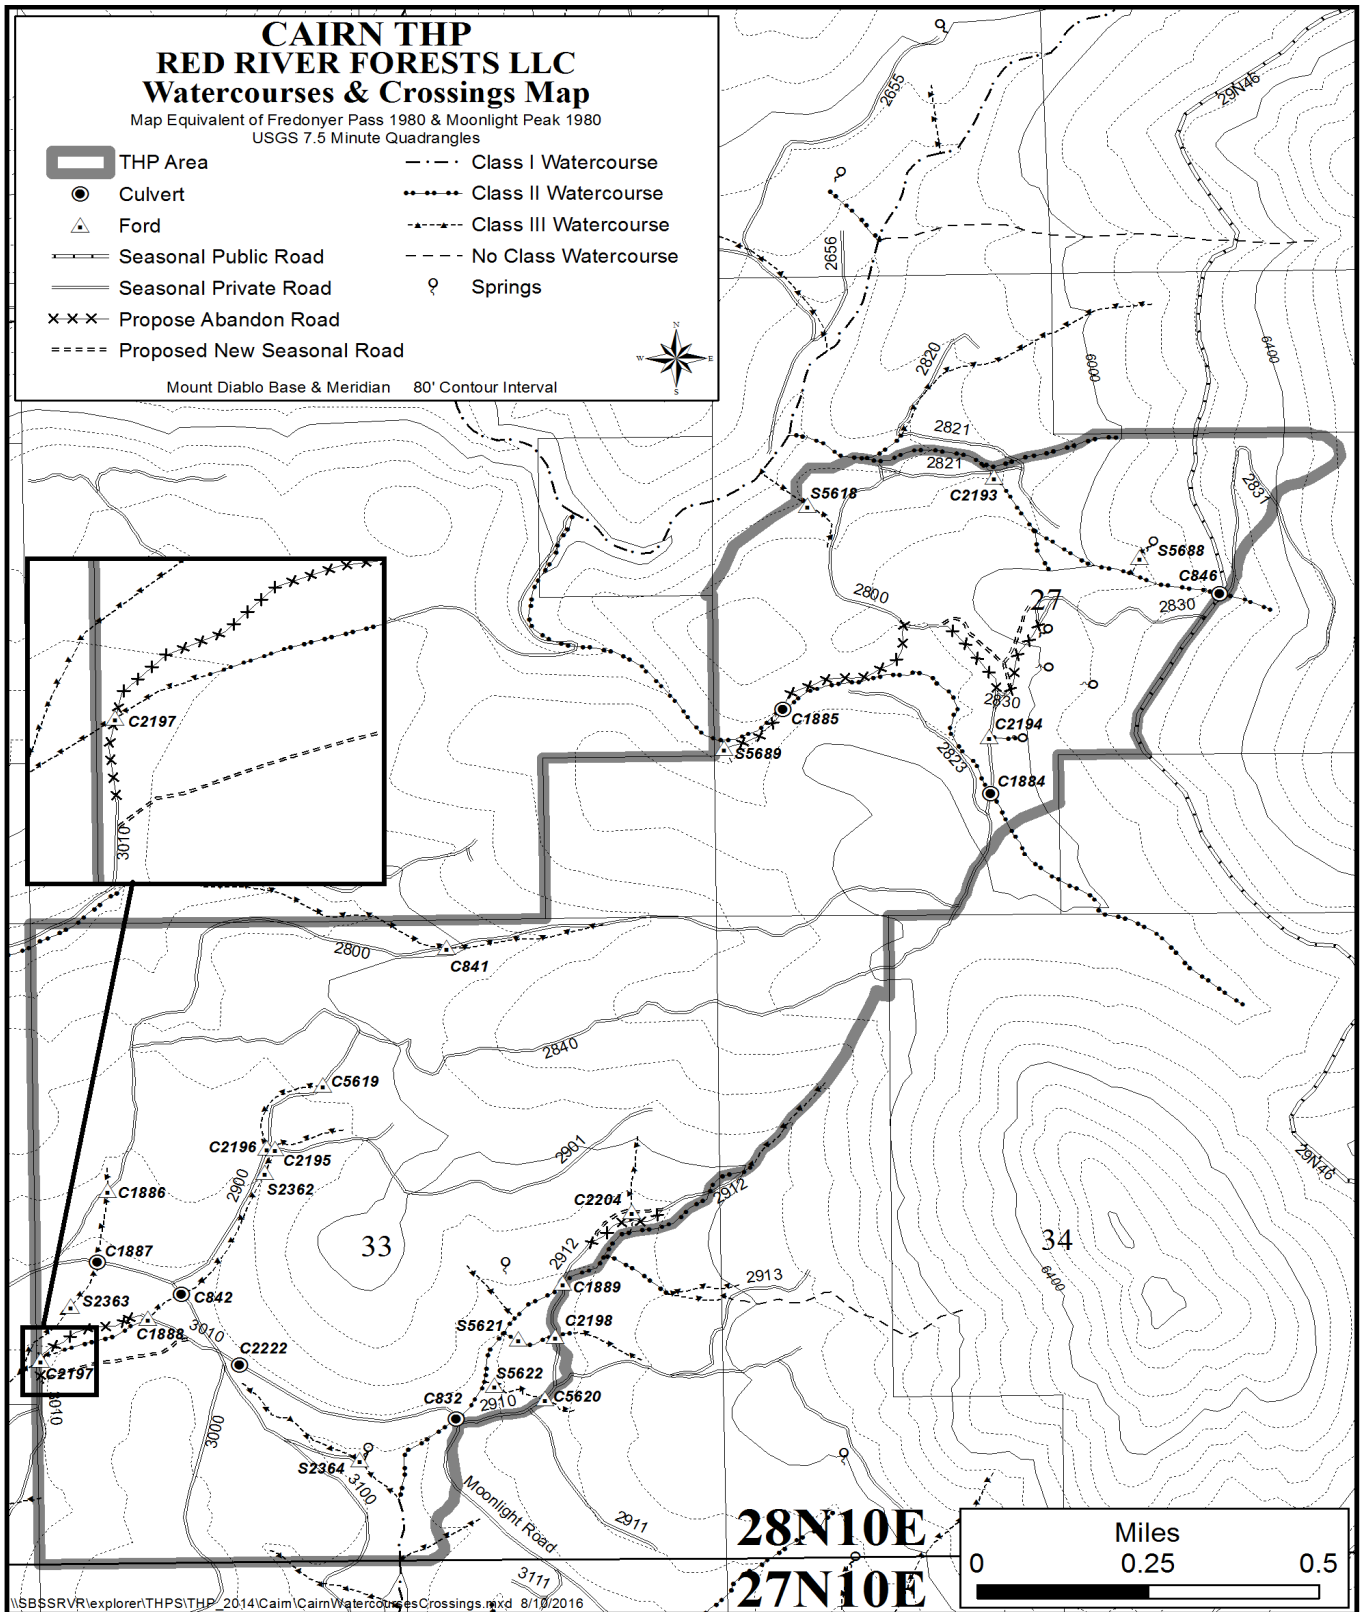 CAIRN THP
RED RIVER FORESTS LLC
Watercourses & Crossings Map
Map Equivalent of Fredonyer Pass 1980 & Moonlight Peak 1980
USGS 7.5 Minute Quadrangles
THP Area
Culvert
Ford
Seasonal Public Road
Seasonal Private Road
Propose Abandon Road
Proposed New Seasonal Road
Class I Watercourse
Class II Watercourse
Class III Watercourse
No Class Watercourse
Springs
N
W E
S
Mount Diablo Base & Meridian 80' Contour Interval
2655
29N46
2656
2820
6000
6400
2821
2821
2831
S5618
C2193
S5688
C846
2800
27
2830
C1885
2830
C2194
S5689
2823
C1884
C2197
3010
2800
C841
2840
C5619
C2196
C2195
2901
29N46
S2362
2900
C1886
C2204
2912
33
34
C1887
2912
6400
C1889
2913
C842
S2363
C1888
3010
S5621
C2198
C2222
C2197
S5622
C832
2910
C5620
3010
3000
S2364
3100
Moonlight Road
2911
28N10E
27N10E
3111
Miles
0 0.25 0.5
\\SBSSRVR\explorer\THPS\THP_2014\Cairn\CairnWatercoursesCrossings.mxd 8/10/2016